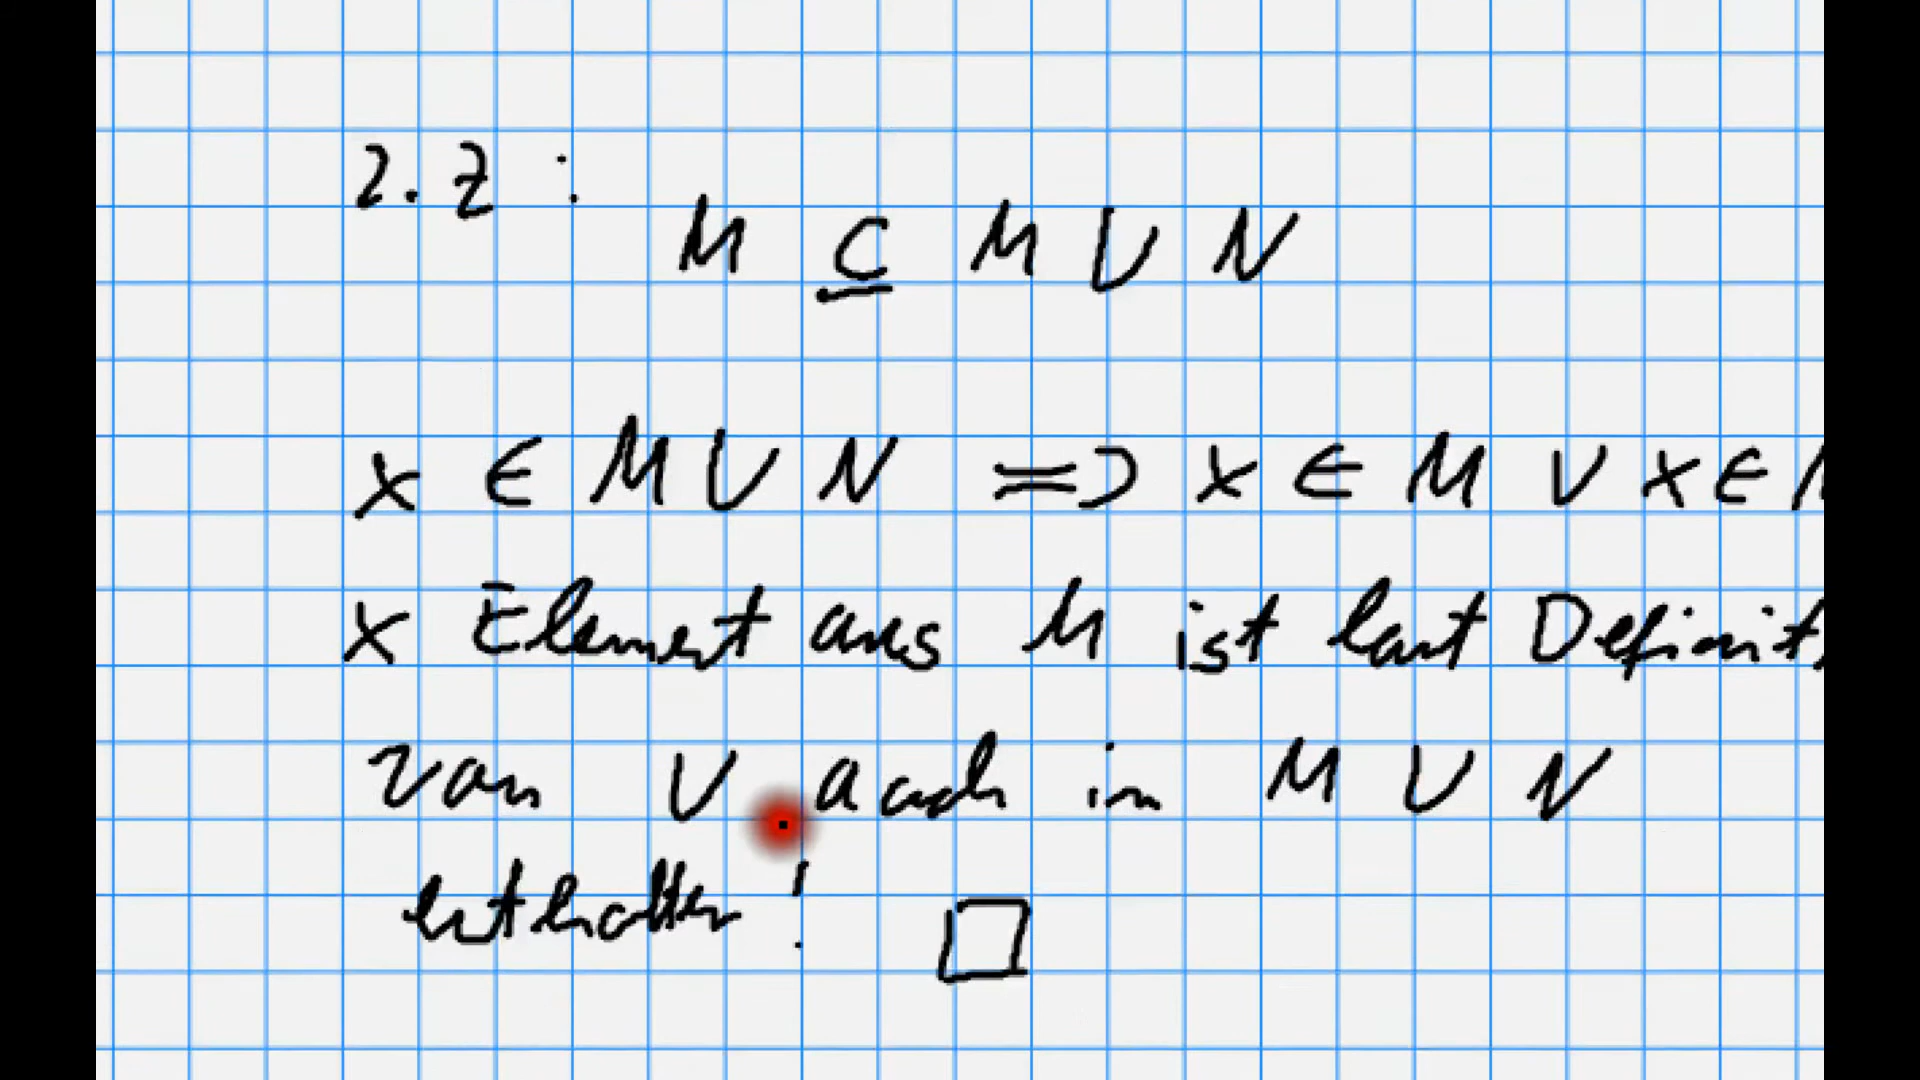 z.Z:
M ⊆ M ∪ N
x ∈ M ∪ N => x ∈ M ∨ x ∈
x Element aus M ist laut Definit
von ∪ auch in M ∪ N
enthalten!